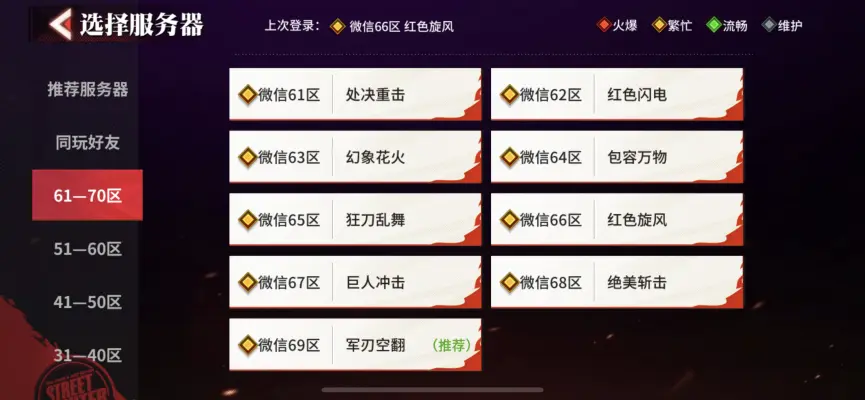 选择服务器
上次登录： 微信66区 红色旋风
火爆 繁忙 流畅 维护
推荐服务器
同玩好友
61—70区
51—60区
41—50区
31—40区
微信61区 处决重击
微信62区 红色闪电
微信63区 幻象花火
微信64区 包容万物
微信65区 狂刀乱舞
微信66区 红色旋风
微信67区 巨人冲击
微信68区 绝美斩击
微信69区 军刃空翻 （推荐）
STREET